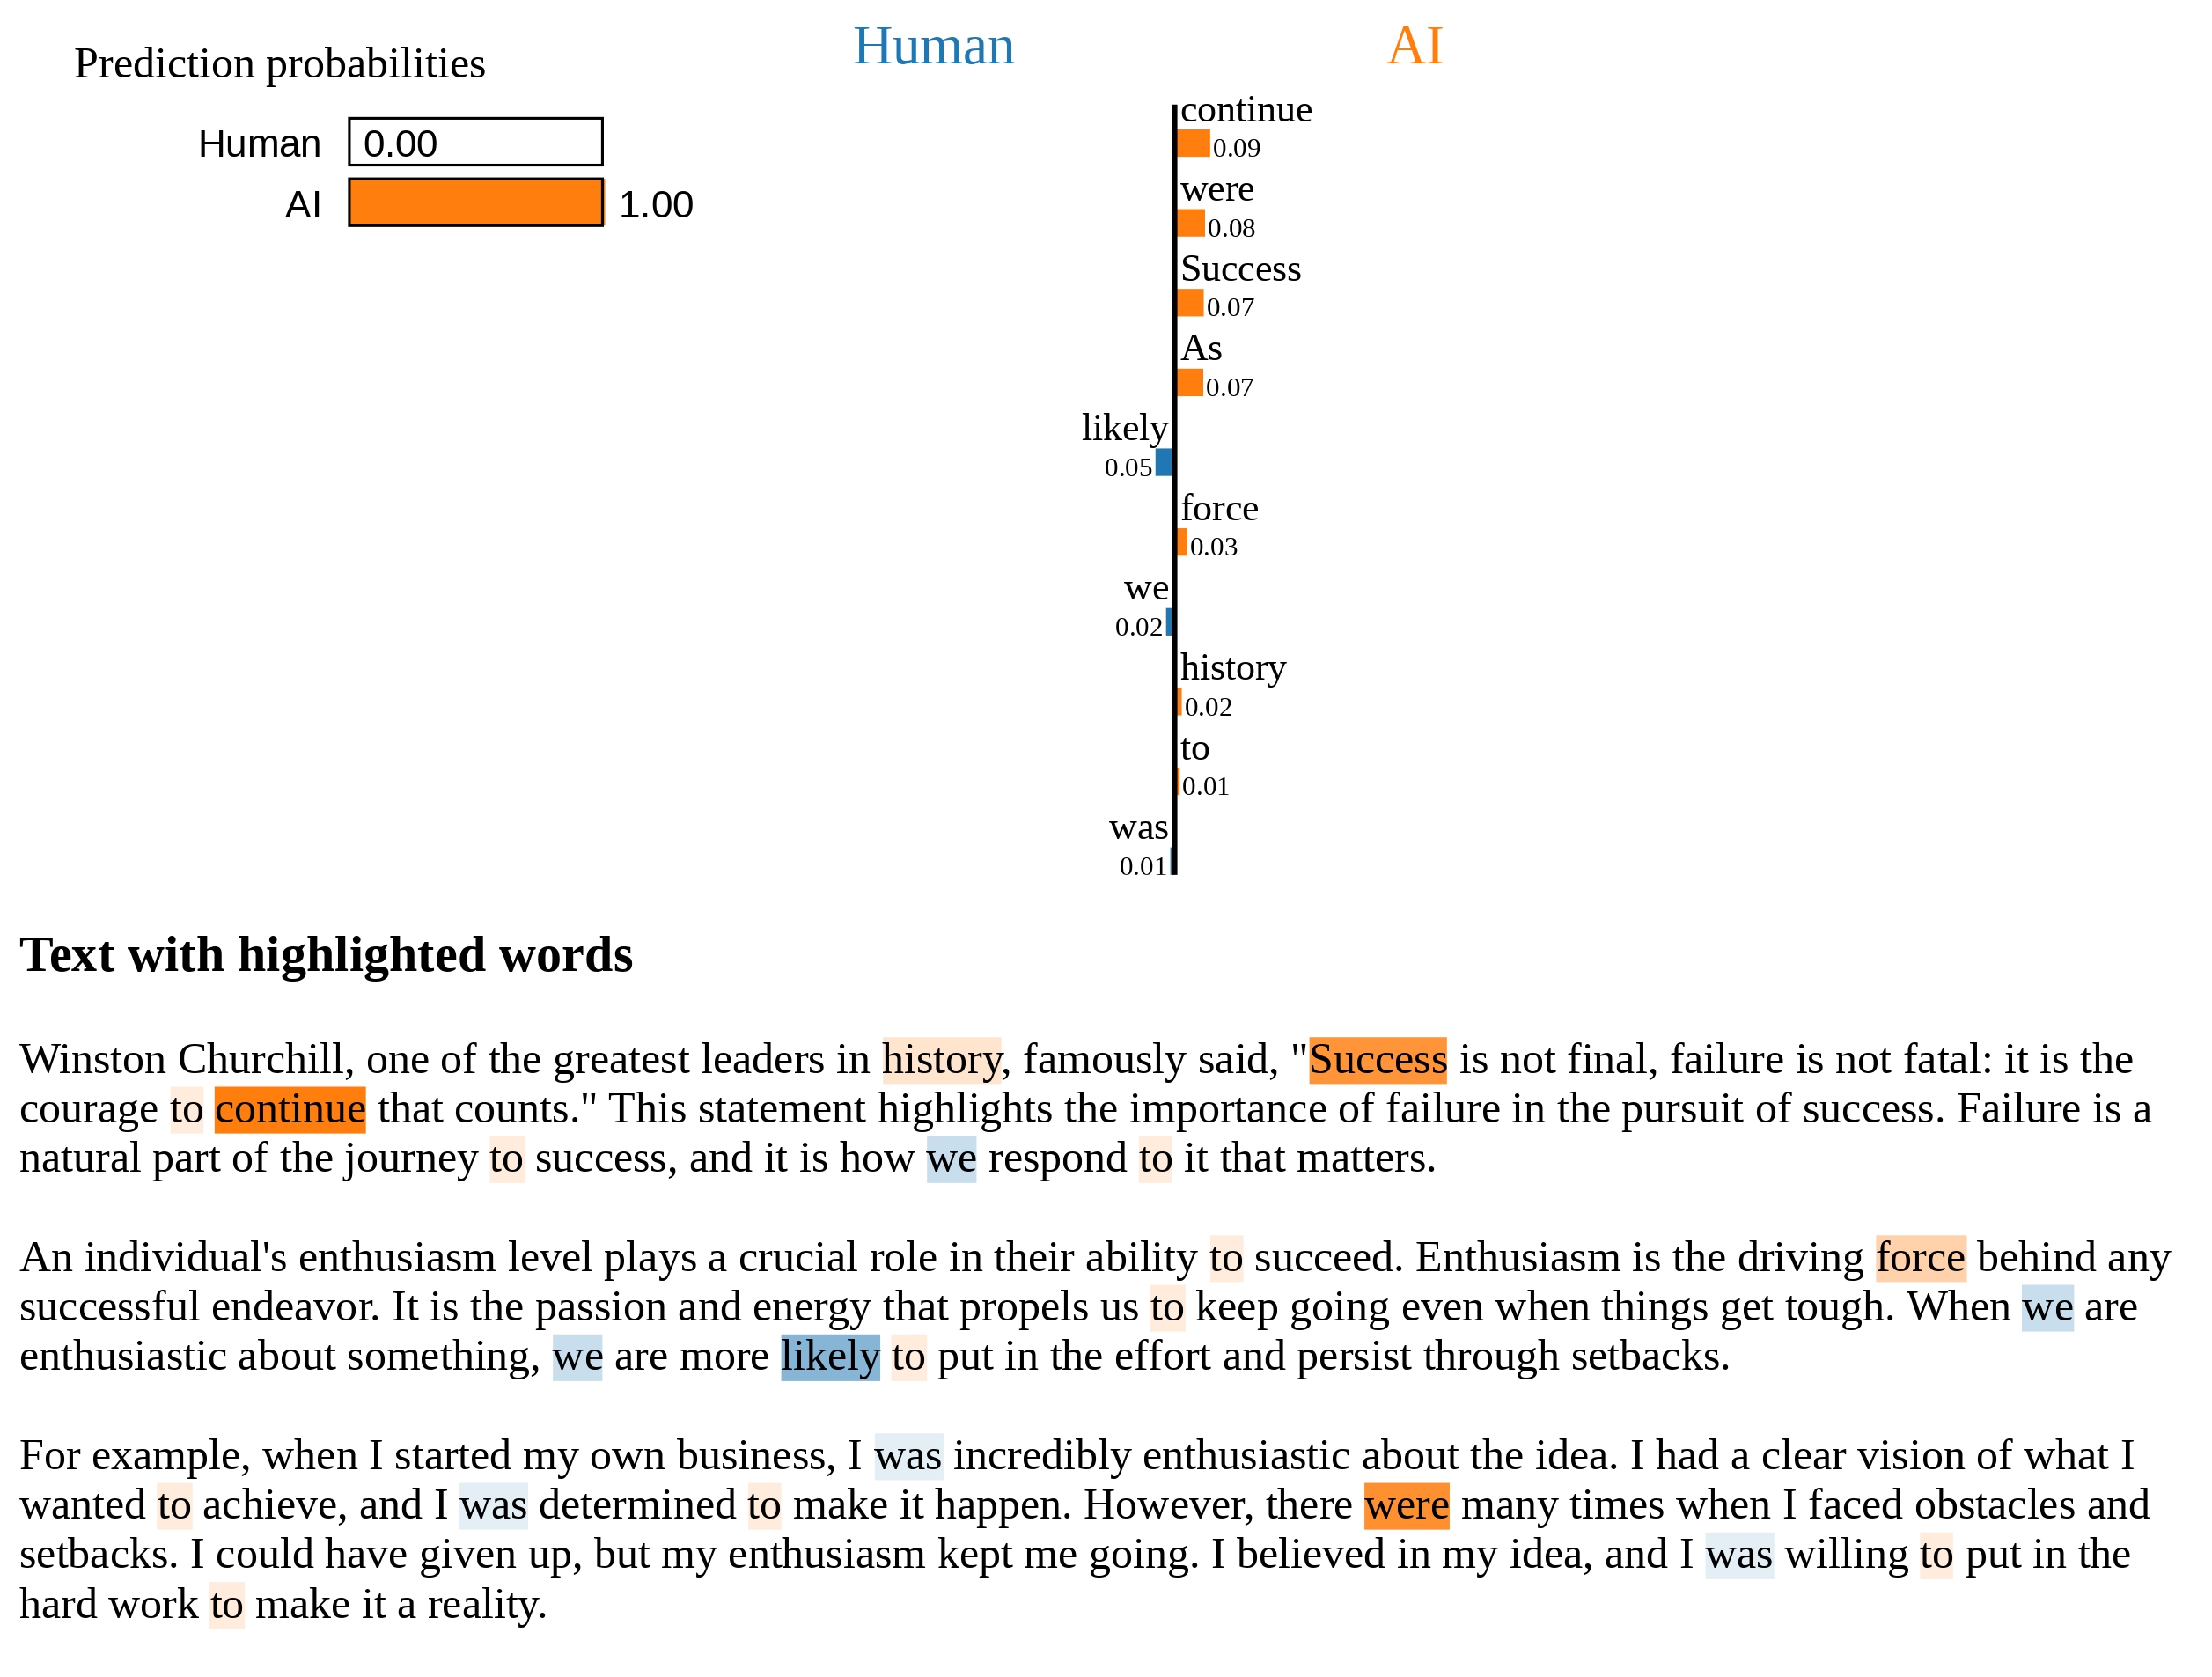 Prediction probabilities
Human 0.00
AI 1.00
Human AI
continue
0.09
were
0.08
Success
0.07
As
0.07
likely
0.05
force
0.03
we
0.02
history
0.02
to
0.01
was
0.01
Text with highlighted words
Winston Churchill, one of the greatest leaders in history, famously said, "Success is not final, failure is not fatal: it is the
courage to continue that counts." This statement highlights the importance of failure in the pursuit of success. Failure is a
natural part of the journey to success, and it is how we respond to it that matters.
An individual's enthusiasm level plays a crucial role in their ability to succeed. Enthusiasm is the driving force behind any
successful endeavor. It is the passion and energy that propels us to keep going even when things get tough. When we are
enthusiastic about something, we are more likely to put in the effort and persist through setbacks.
For example, when I started my own business, I was incredibly enthusiastic about the idea. I had a clear vision of what I
wanted to achieve, and I was determined to make it happen. However, there were many times when I faced obstacles and
setbacks. I could have given up, but my enthusiasm kept me going. I believed in my idea, and I was willing to put in the
hard work to make it a reality.